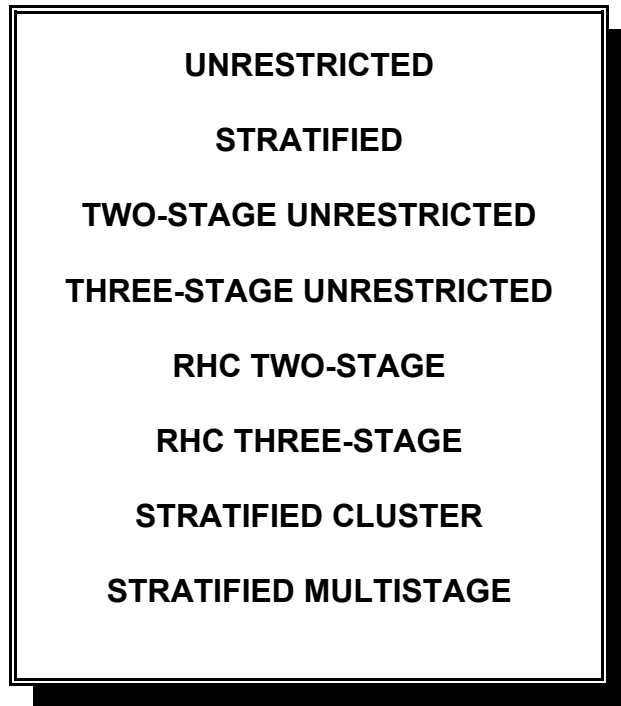 UNRESTRICTED
STRATIFIED
TWO-STAGE UNRESTRICTED
THREE-STAGE UNRESTRICTED
RHC TWO-STAGE
RHC THREE-STAGE
STRATIFIED CLUSTER
STRATIFIED MULTISTAGE